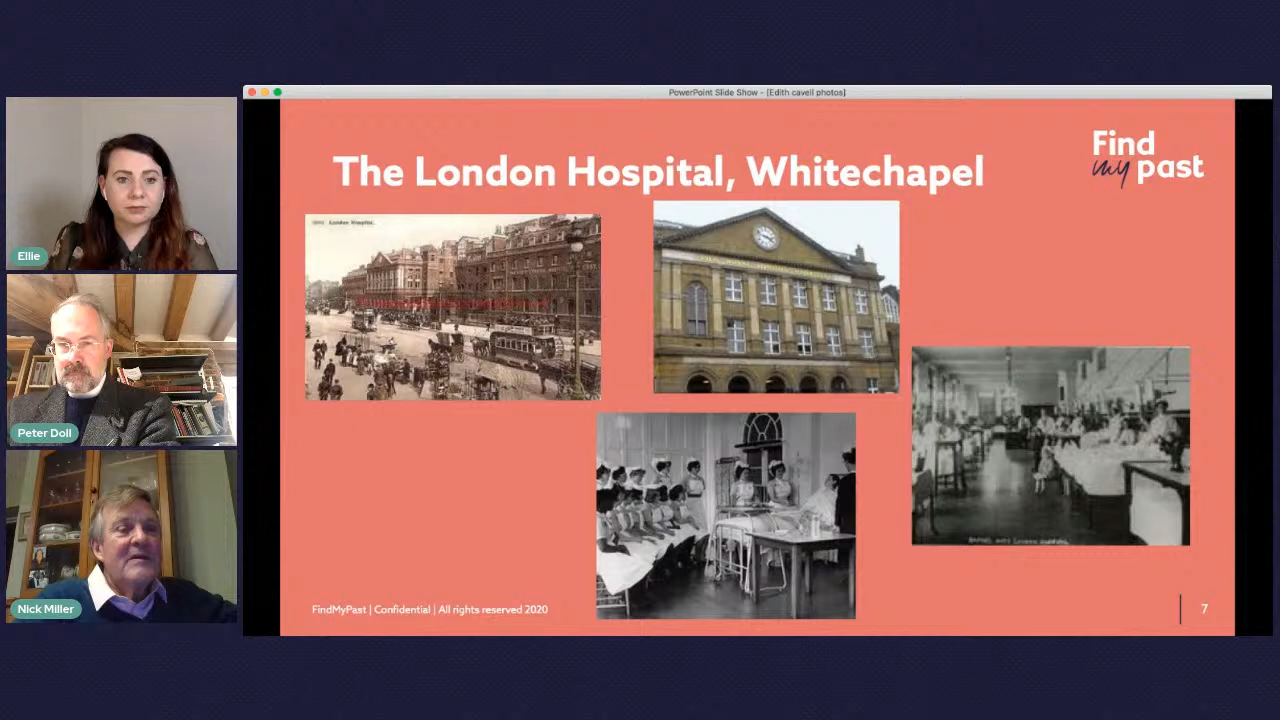 PowerPoint Slide Show - [Edith cavell photos]
The London Hospital, Whitechapel
Find
my past
London Hospital.
Ellie
Peter Doll
Nick Miller
FindMyPast | Confidential | All rights reserved 2020
7